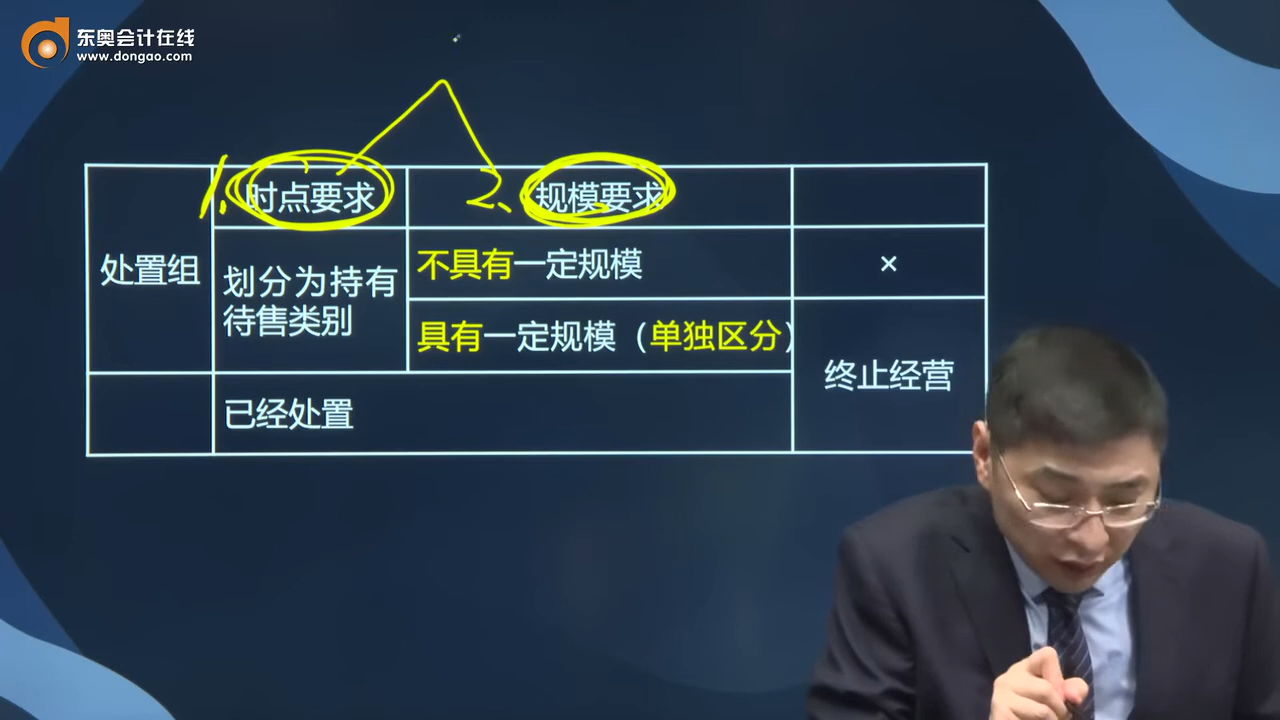 东奥会计在线
www.dongao.com
1. 时点要求
2、规模要求
处置组
划分为持有
待售类别
不具有一定规模
×
具有一定规模（单独区分）
终止经营
已经处置